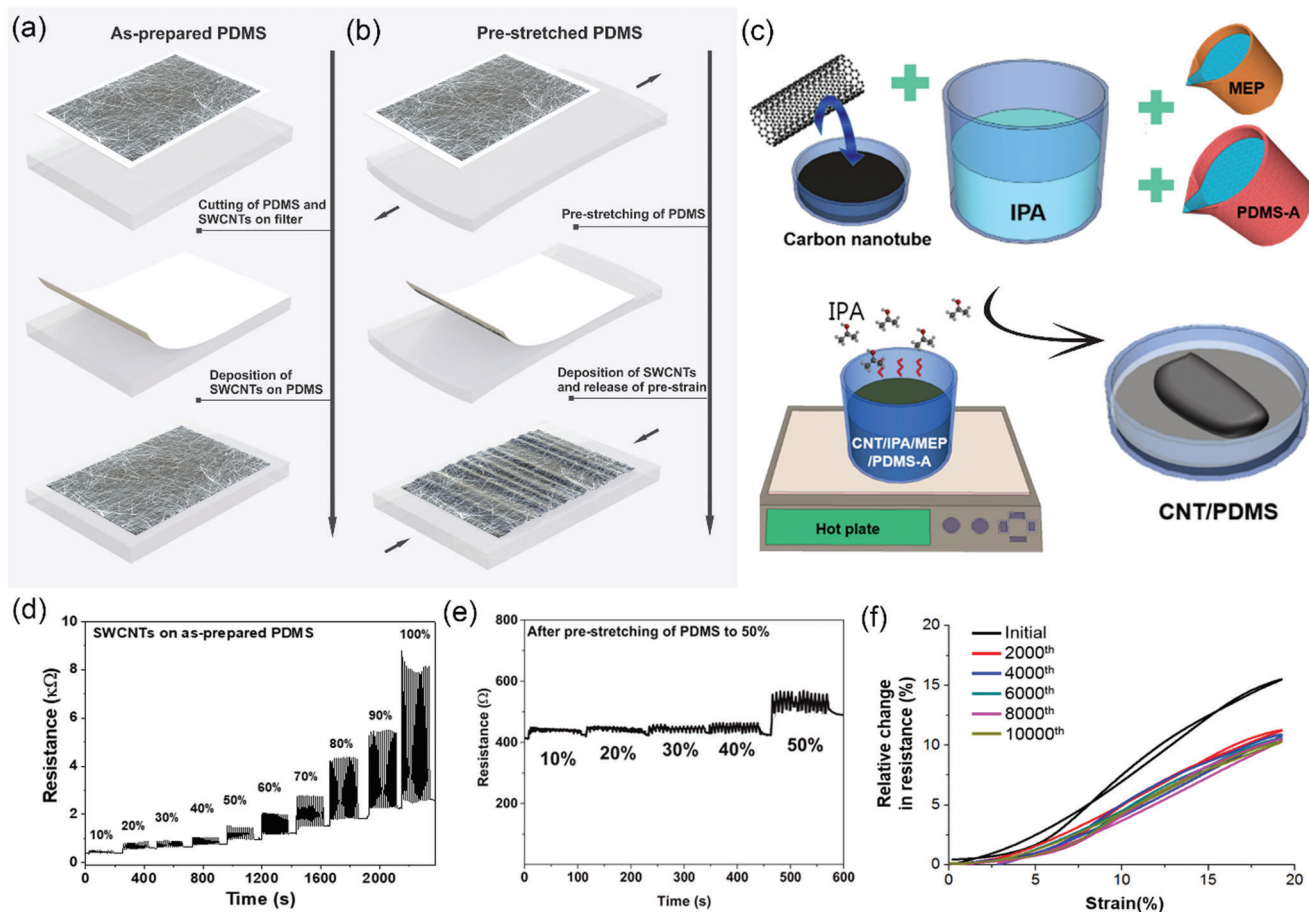 (a)
As-prepared PDMS
Cutting of PDMS and
SWCNTs on filter
Deposition of
SWCNTs on PDMS
(b)
Pre-stretched PDMS
Pre-stretching of PDMS
Deposition of SWCNTs
and release of pre-strain
(c)
Carbon nanotube
IPA
MEP
PDMS-A
IPA
CNT/IPA/MEP
/PDMS-A
Hot plate
CNT/PDMS
(d)
SWCNTs on as-prepared PDMS
Resistance (κΩ)
10
8
6
4
2
0
10%
20%
30%
40%
50%
60%
70%
80%
90%
100%
0
400
800
1200
1600
2000
Time (s)
(e)
After pre-stretching of PDMS to 50%
Resistance (Ω)
800
600
400
200
0
10%
20%
30%
40%
50%
0
100
200
300
400
500
600
Time (s)
(f)
Relative change
in resistance (%)
20
15
10
5
0
Initial
2000th
4000th
6000th
8000th
10000th
0
5
10
15
20
Strain(%)